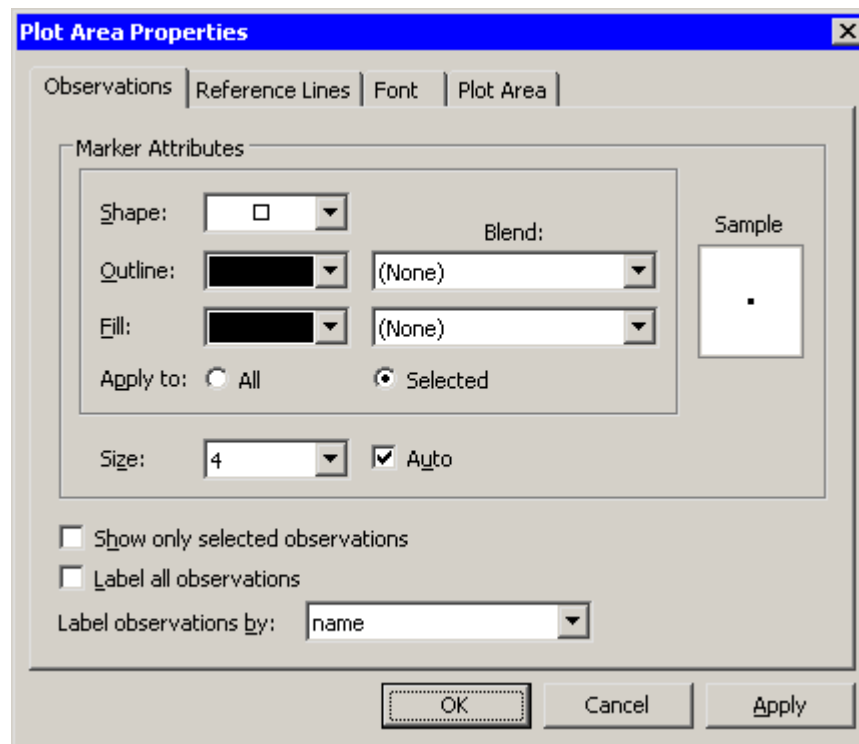 Plot Area Properties
Observations Reference Lines Font Plot Area
Marker Attributes
Shape:
Blend:
Sample
Outline: (None)
Fill: (None)
Apply to: All Selected
Size: 4 Auto
Show only selected observations
Label all observations
Label observations by: name
OK Cancel Apply